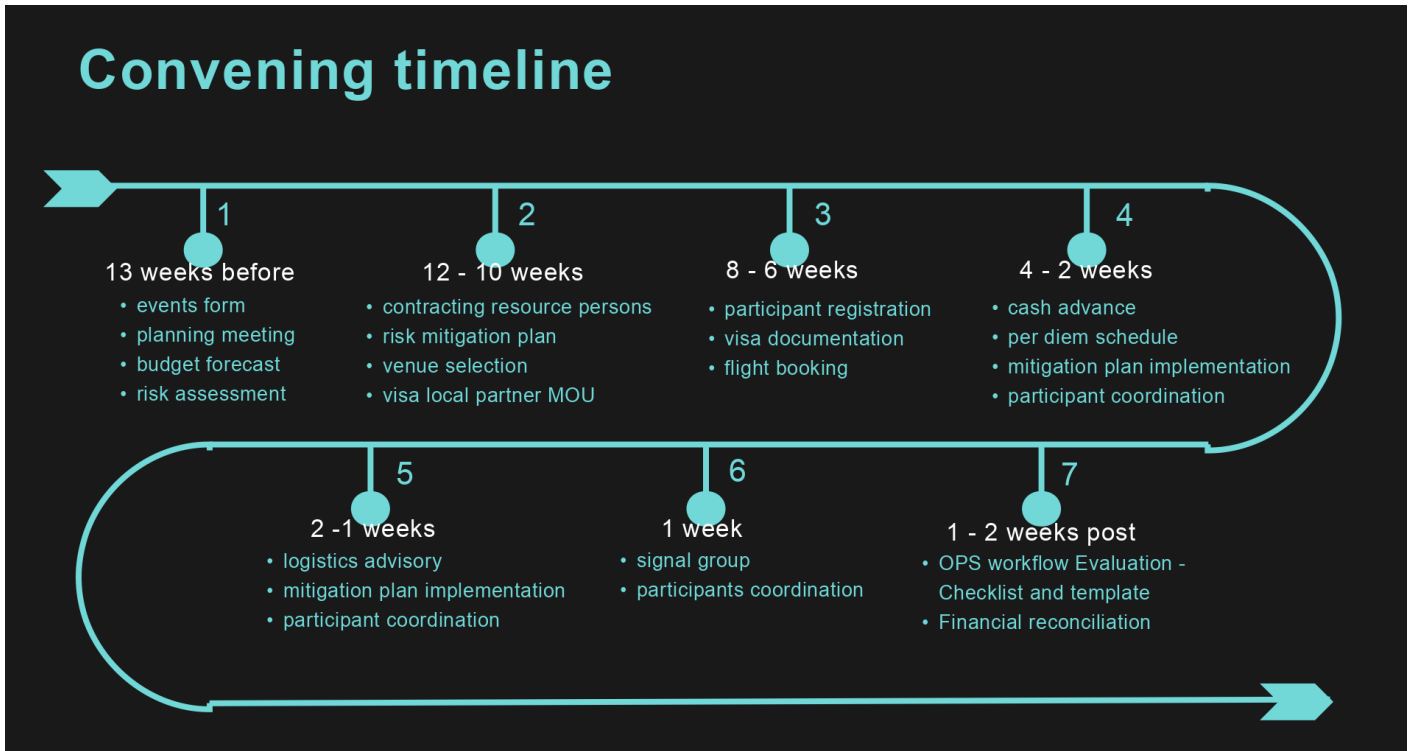 Convening timeline
1
13 weeks before
• events form
• planning meeting
• budget forecast
• risk assessment
2
12 - 10 weeks
• contracting resource persons
• risk mitigation plan
• venue selection
• visa local partner MOU
3
8 - 6 weeks
• participant registration
• visa documentation
• flight booking
4
4 - 2 weeks
• cash advance
• per diem schedule
• mitigation plan implementation
• participant coordination
5
2 -1 weeks
• logistics advisory
• mitigation plan implementation
• participant coordination
6
1 week
• signal group
• participants coordination
7
1 - 2 weeks post
• OPS workflow Evaluation -
Checklist and template
• Financial reconciliation